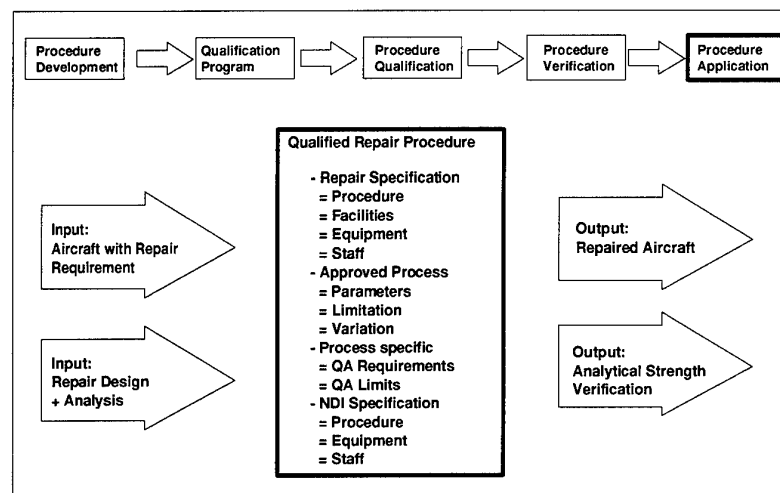 Procedure
Development
Qualification
Program
Procedure
Qualification
Procedure
Verification
Procedure
Application
Qualified Repair Procedure
- Repair Specification
= Procedure
= Facilities
= Equipment
= Staff
- Approved Process
= Parameters
= Limitation
= Variation
- Process specific
= QA Requirements
= QA Limits
- NDI Specification
= Procedure
= Equipment
= Staff
Input:
Aircraft with Repair
Requirement
Input:
Repair Design
+ Analysis
Output:
Repaired Aircraft
Output:
Analytical Strength
Verification